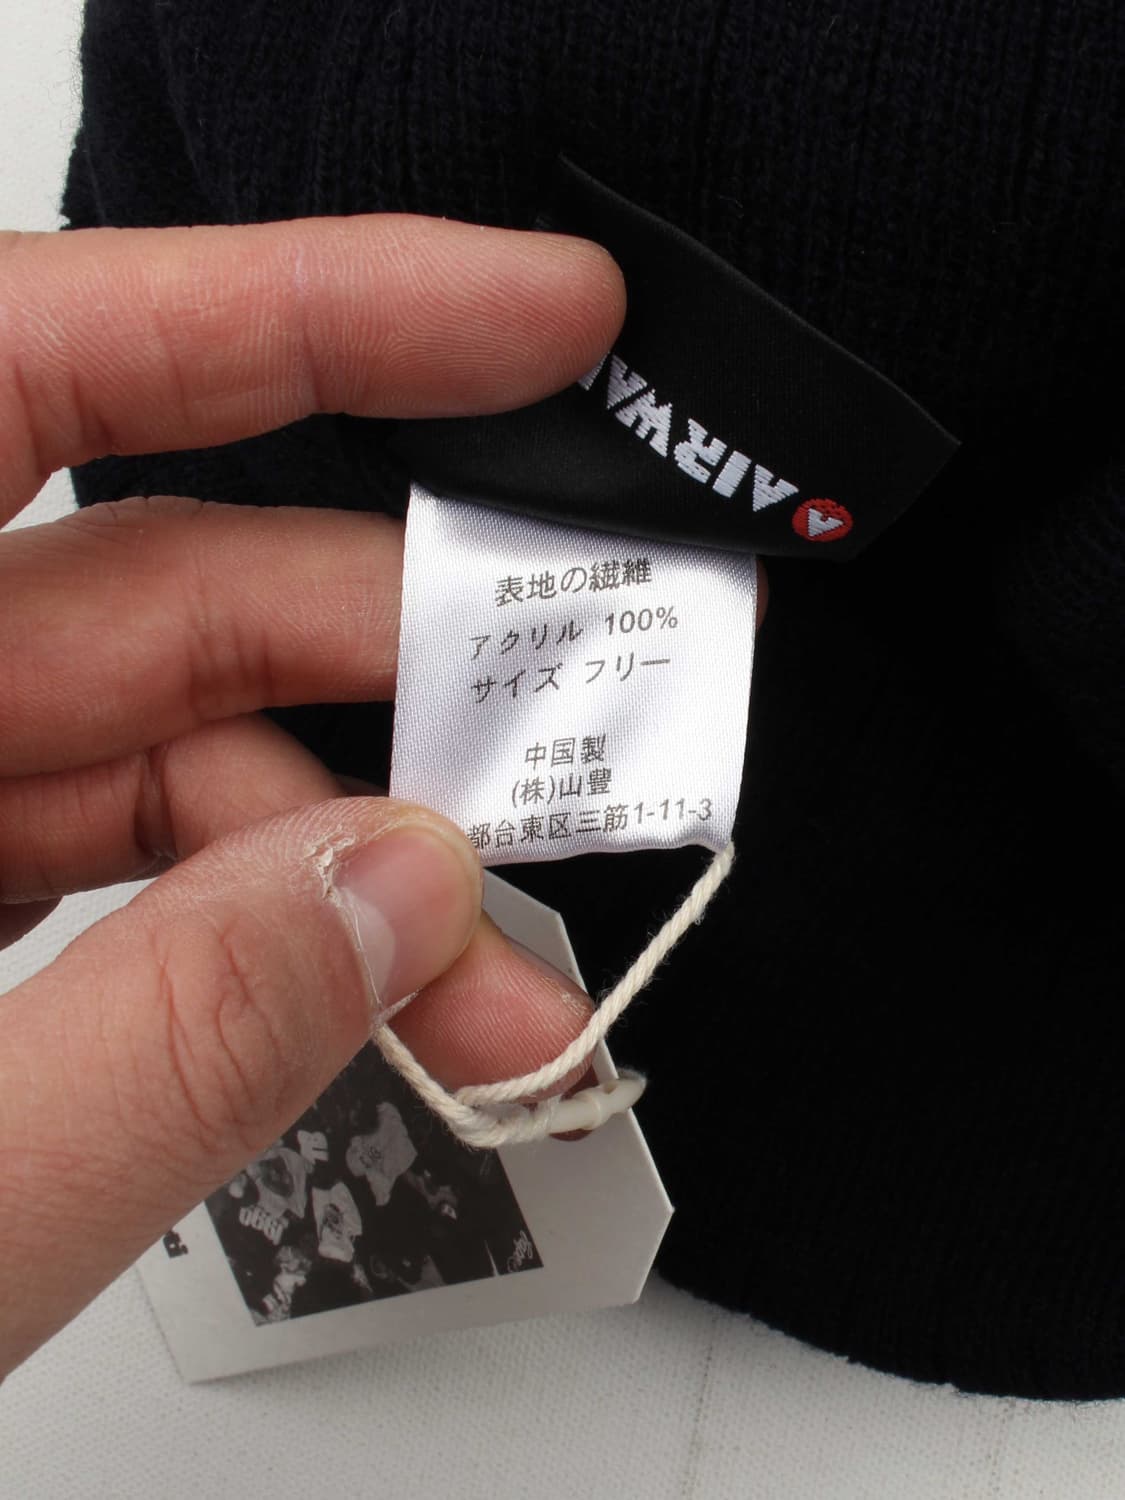 AIRWA
表地の繊維
アクリル 100%
サイズ フリー
中国製
(株)山豊
都台東区三筋1-11-3